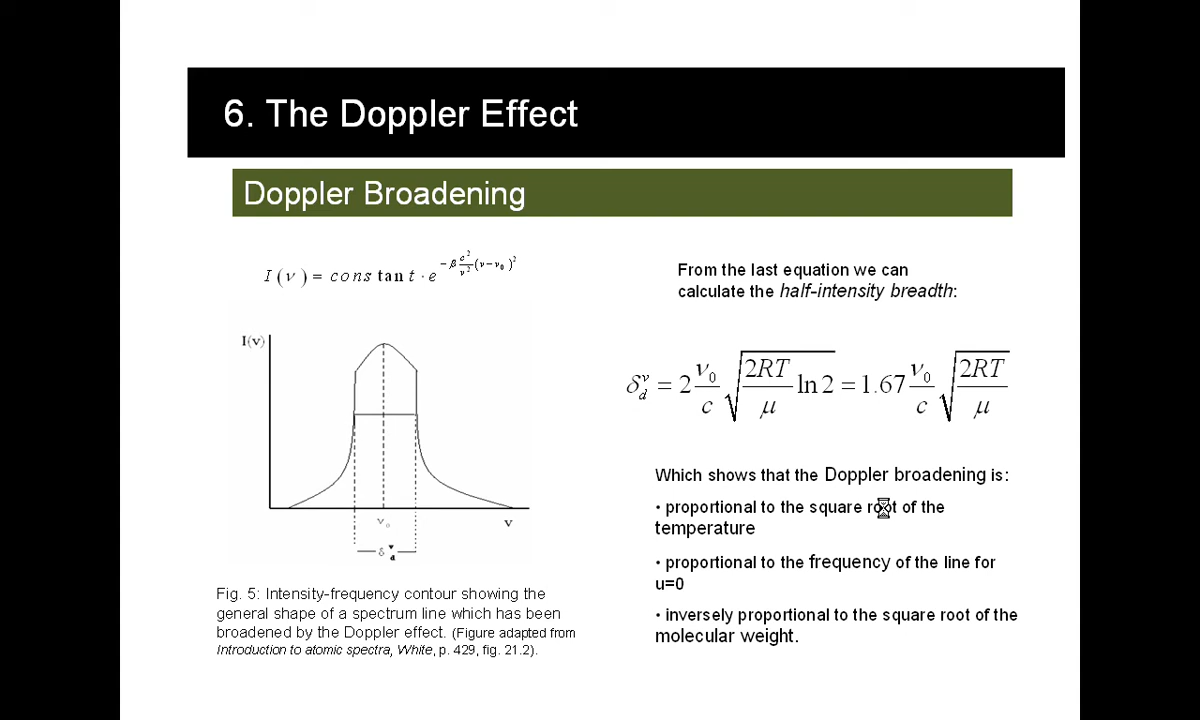 6. The Doppler Effect
Doppler Broadening
I(ν) = constant · e^{-β c²/ν² (ν-ν₀)²}
I(v)
ν₀
v
δ^v_d
Fig. 5: Intensity-frequency contour showing the
general shape of a spectrum line which has been
broadened by the Doppler effect. (Figure adapted from
Introduction to atomic spectra, White, p. 429, fig. 21.2).
From the last equation we can
calculate the half-intensity breadth:
δ^ν_d = 2 ν₀/c √(2RT/μ ln 2) = 1.67 ν₀/c √(2RT/μ)
Which shows that the Doppler broadening is:
• proportional to the square root of the
temperature
• proportional to the frequency of the line for
u=0
• inversely proportional to the square root of the
molecular weight.